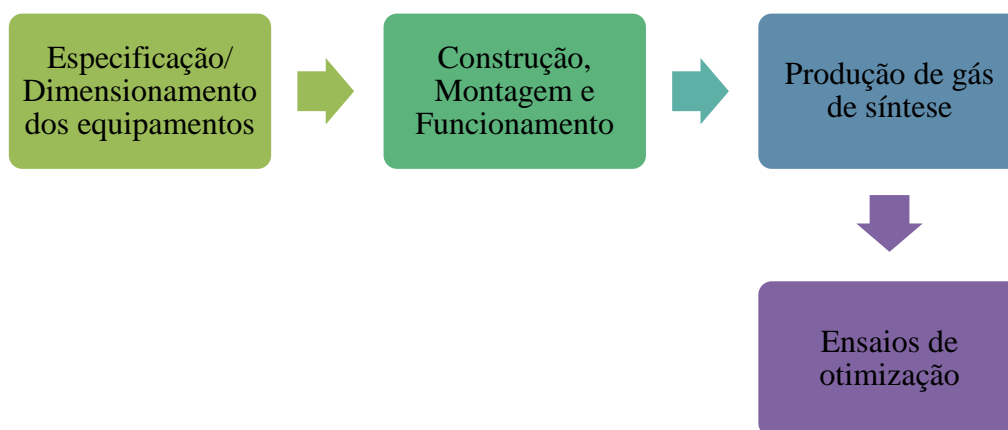 Especificação/
Dimensionamento
dos equipamentos
Construção,
Montagem e
Funcionamento
Produção de gás
de síntese
Ensaios de
otimização